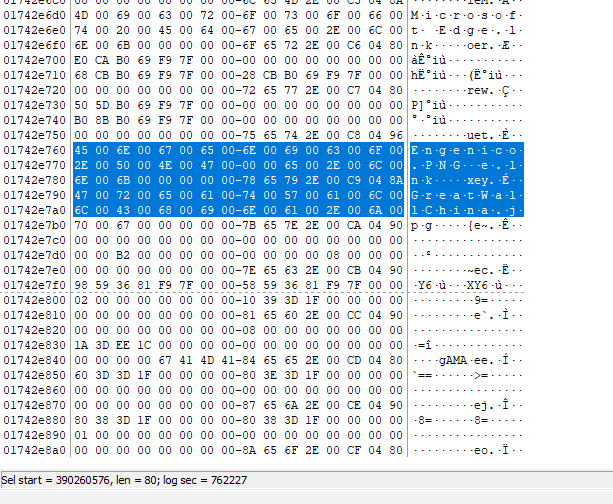 01742e6d0 4D 00 69 00 63 00 72 00-6F 00 73 00 6F 00 66 00 M·i·c·r·o·s·o·f·
01742e6e0 74 00 20 00 45 00 64 00-67 00 65 00 2E 00 6C 00 t· ·E·d·g·e·.·l·
01742e6f0 6E 00 6B 00 00 00 00 00-6F 65 72 2E 00 C6 04 80 n·k·····oer.·Æ··
01742e700 E0 CA B0 69 F9 7F 00 00-00 00 00 00 00 00 00 00 àÊ°iù···········
01742e710 68 CB B0 69 F9 7F 00 00-28 CB B0 69 F9 7F 00 00 hË°iù···(Ë°iù···
01742e720 00 00 00 00 00 00 00 00-72 65 77 2E 00 C7 04 80 ········rew.·Ç··
01742e730 50 5D B0 69 F9 7F 00 00-00 00 00 00 00 00 00 00 P]°iù···········
01742e740 B0 8B B0 69 F9 7F 00 00-00 00 00 00 00 00 00 00 °·°iù···········
01742e750 00 00 00 00 00 00 00 00-75 65 74 2E 00 C8 04 96 ········uet.·È··
01742e760 45 00 6E 00 67 00 65 00-6E 00 69 00 63 00 6F 00 E·n·g·e·n·i·c·o·
01742e770 2E 00 50 00 4E 00 47 00-00 00 65 00 2E 00 6C 00 .·P·N·G···e·.·l·
01742e780 6E 00 6B 00 00 00 00 00-78 65 79 2E 00 C9 04 8A n·k·····xey.·É··
01742e790 47 00 72 00 65 00 61 00-74 00 57 00 61 00 6C 00 G·r·e·a·t·W·a·l·
01742e7a0 6C 00 43 00 68 00 69 00-6E 00 61 00 2E 00 6A 00 l·C·h·i·n·a·.·j·
01742e7b0 70 00 67 00 00 00 00 00-7B 65 7E 2E 00 CA 04 90 p·g·····{e~.·Ê··
01742e7c0 00 00 00 00 00 00 00 00-00 00 00 00 00 00 00 00 ················
01742e7d0 00 00 B2 00 00 00 00 00-00 00 00 00 08 00 00 00 ··²·············
01742e7e0 00 00 00 00 00 00 00 00-7E 65 63 2E 00 CB 04 90 ········~ec.·Ë··
01742e7f0 98 59 36 81 F9 7F 00 00-58 59 36 81 F9 7F 00 00 ·Y6·ù···XY6·ù···
01742e800 02 00 00 00 00 00 00 00-10 39 3D 1F 00 00 00 00 ·········9=·····
01742e810 00 00 00 00 00 00 00 00-81 65 60 2E 00 CC 04 90 ·········e`.·Ì··
01742e820 00 00 00 00 00 00 00 00-08 00 00 00 00 00 00 00 ················
01742e830 1A 3D EE 1C 00 00 00 00-00 00 00 00 00 00 00 00 ·=î·············
01742e840 00 00 00 00 67 41 4D 41-84 65 65 2E 00 CD 04 80 ····gAMA·ee.·Í··
01742e850 60 3D 3D 1F 00 00 00 00-80 3E 3D 1F 00 00 00 00 `==······>=·····
01742e860 00 00 00 00 00 00 00 00-00 00 00 00 00 00 00 00 ················
01742e870 00 00 00 00 00 00 00 00-87 65 6A 2E 00 CE 04 90 ·········ej.·Î··
01742e880 80 38 3D 1F 00 00 00 00-80 38 3D 1F 00 00 00 00 ·8=······8=·····
01742e890 01 00 00 00 00 00 00 00-00 00 00 00 00 00 00 00 ················
01742e8a0 00 00 00 00 00 00 00 00-8A 65 6F 2E 00 CF 04 80 ·········eo.·Ï··
Sel start = 390260576, len = 80; log sec = 762227